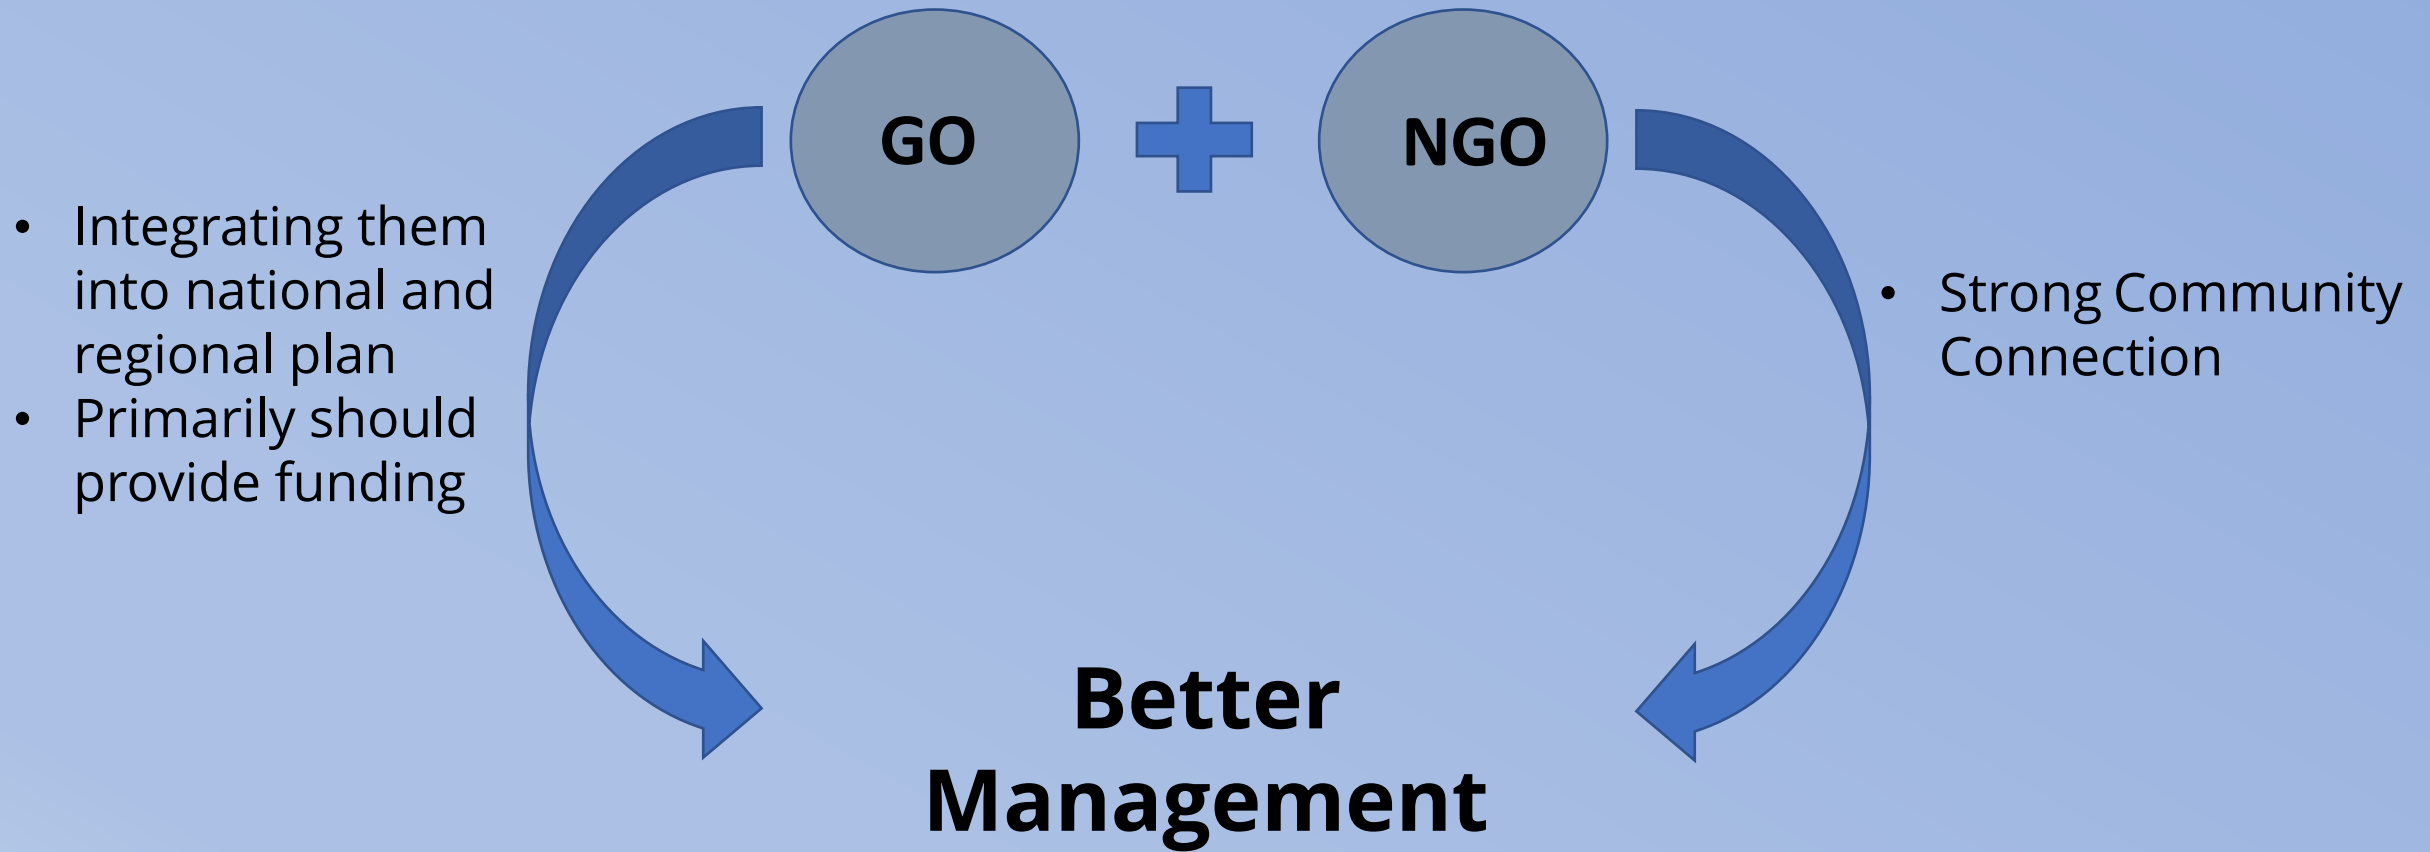 GO
NGO
• Integrating them
into national and
regional plan
• Primarily should
provide funding
• Strong Community
Connection
Better
Management